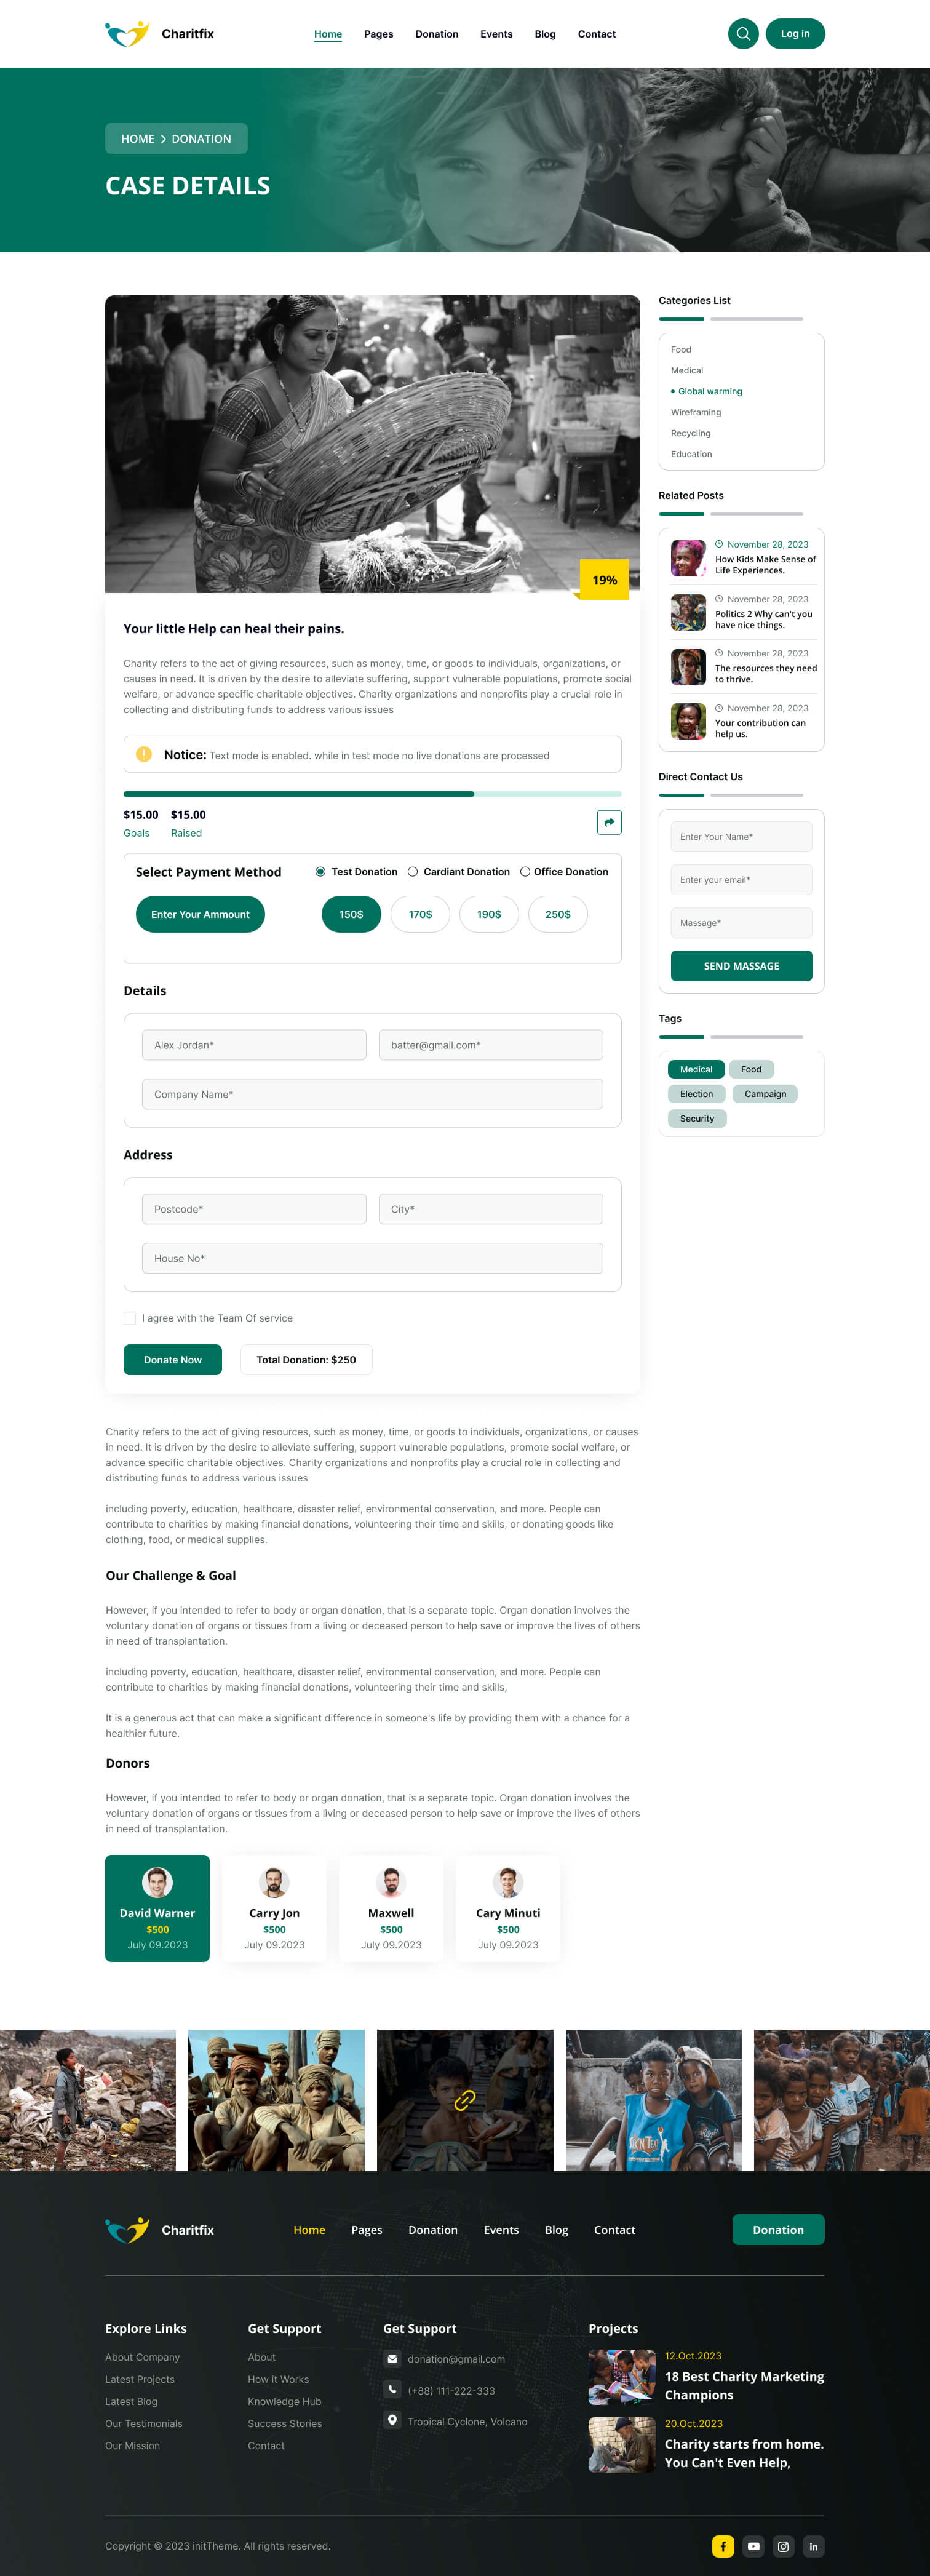 Charitfix
Home Pages Donation Events Blog Contact
Log in
HOME > DONATION
CASE DETAILS
19%
Your little Help can heal their pains.
Charity refers to the act of giving resources, such as money, time, or goods to individuals, organizations, or
causes in need. It is driven by the desire to alleviate suffering, support vulnerable populations, promote social
welfare, or advance specific charitable objectives. Charity organizations and nonprofits play a crucial role in
collecting and distributing funds to address various issues
Notice: Text mode is enabled. while in test mode no live donations are processed
$15.00 $15.00
Goals Raised
Select Payment Method
Test Donation Cardiant Donation Office Donation
Enter Your Ammount
150$ 170$ 190$ 250$
Details
Alex Jordan* batter@gmail.com*
Company Name*
Address
Postcode* City*
House No*
I agree with the Team Of service
Donate Now Total Donation: $250
Charity refers to the act of giving resources, such as money, time, or goods to individuals, organizations, or causes
in need. It is driven by the desire to alleviate suffering, support vulnerable populations, promote social welfare, or
advance specific charitable objectives. Charity organizations and nonprofits play a crucial role in collecting and
distributing funds to address various issues
including poverty, education, healthcare, disaster relief, environmental conservation, and more. People can
contribute to charities by making financial donations, volunteering their time and skills, or donating goods like
clothing, food, or medical supplies.
Our Challenge & Goal
However, if you intended to refer to body or organ donation, that is a separate topic. Organ donation involves the
voluntary donation of organs or tissues from a living or deceased person to help save or improve the lives of others
in need of transplantation.
including poverty, education, healthcare, disaster relief, environmental conservation, and more. People can
contribute to charities by making financial donations, volunteering their time and skills,
It is a generous act that can make a significant difference in someone's life by providing them with a chance for a
healthier future.
Donors
However, if you intended to refer to body or organ donation, that is a separate topic. Organ donation involves the
voluntary donation of organs or tissues from a living or deceased person to help save or improve the lives of others
in need of transplantation.
David Warner
$500
July 09.2023
Carry Jon
$500
July 09.2023
Maxwell
$500
July 09.2023
Cary Minuti
$500
July 09.2023
Categories List
Food
Medical
Global warming
Wireframing
Recycling
Education
Related Posts
November 28, 2023
How Kids Make Sense of
Life Experiences.
November 28, 2023
Politics 2 Why can't you
have nice things.
November 28, 2023
The resources they need
to thrive.
November 28, 2023
Your contribution can
help us.
Direct Contact Us
Enter Your Name*
Enter your email*
Massage*
SEND MASSAGE
Tags
Medical Food
Election Campaign
Security
Charitfix
Home Pages Donation Events Blog Contact
Donation
Explore Links
About Company
Latest Projects
Latest Blog
Our Testimonials
Our Mission
Get Support
About
How it Works
Knowledge Hub
Success Stories
Contact
Get Support
donation@gmail.com
(+88) 111-222-333
Tropical Cyclone, Volcano
Projects
12.Oct.2023
18 Best Charity Marketing
Champions
20.Oct.2023
Charity starts from home.
You Can't Even Help,
Copyright © 2023 initTheme. All rights reserved.